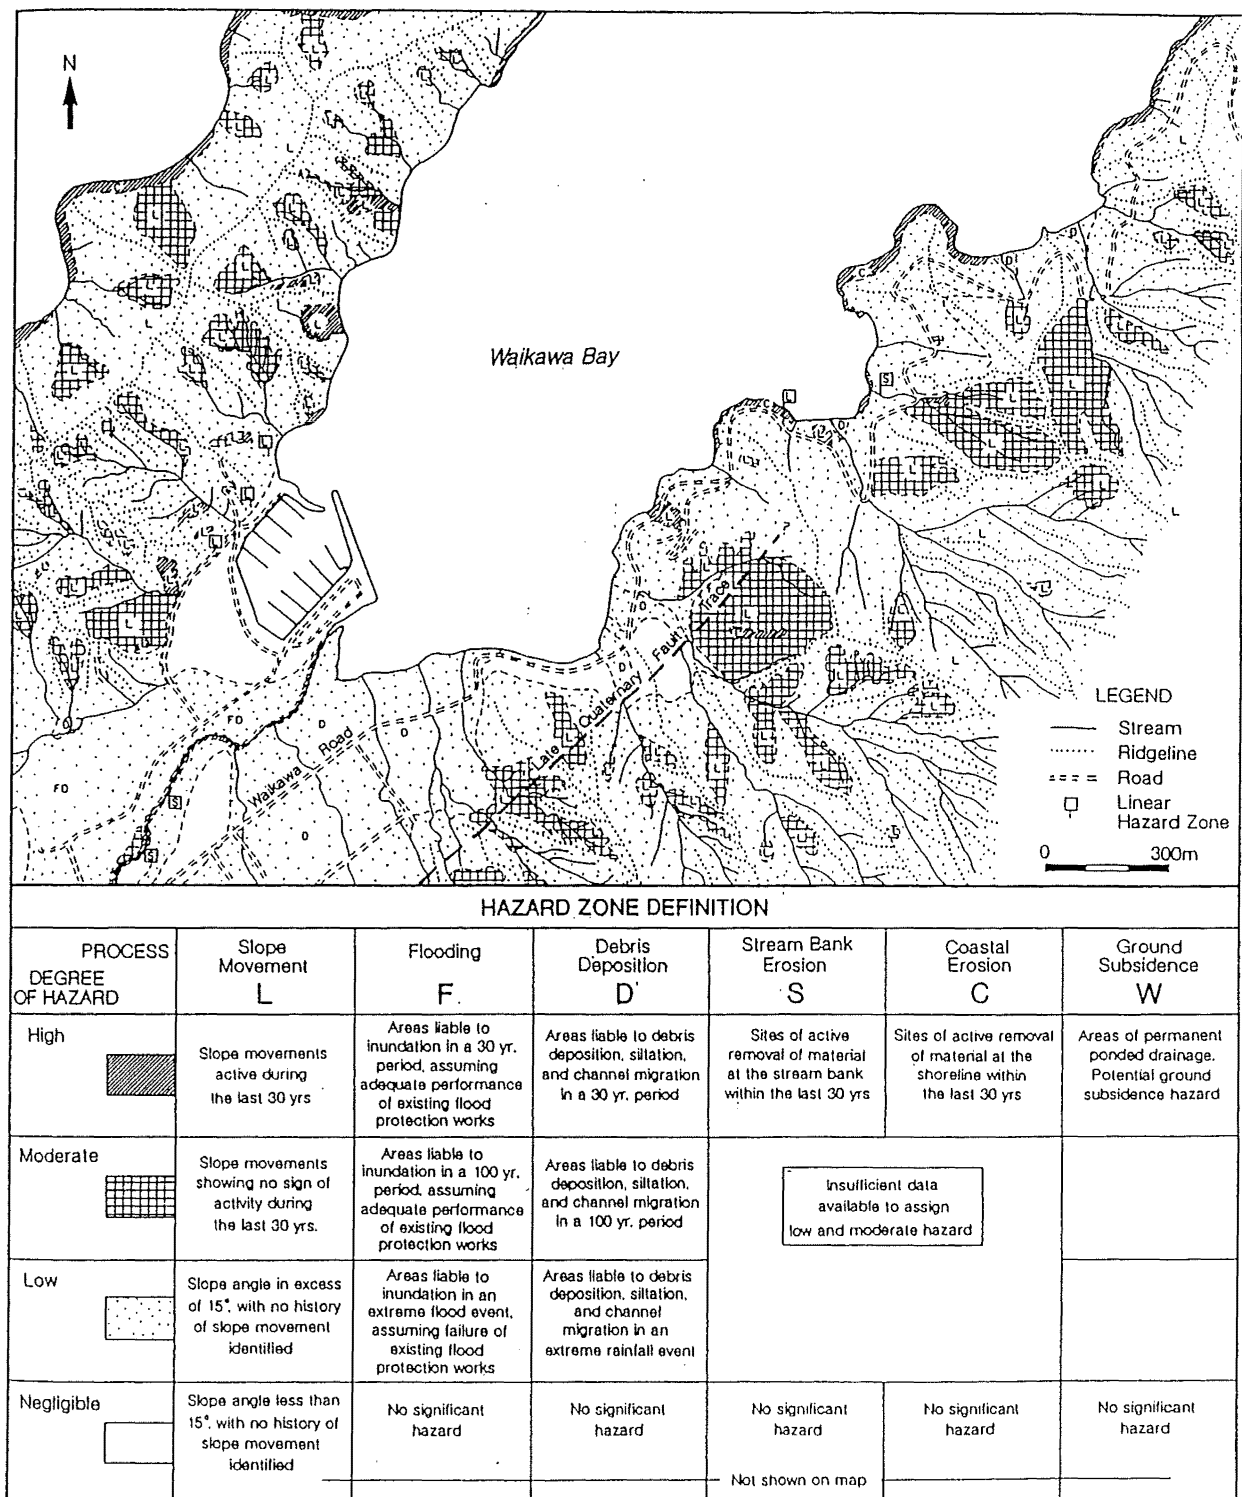 N
Waikawa Bay
Late Quaternary Fault Trace
?
Waikawa Road
FD
FD
D
D
D
D
D
D
D
D
D
C
C
C
L
L
L
L
L
L
S
S
S
LEGEND
Stream
Ridgeline
Road
Linear
Hazard Zone
0 300m
HAZARD ZONE DEFINITION
PROCESS
DEGREE
OF HAZARD
Slope
Movement
L
Flooding
F
Debris
Deposition
D
Stream Bank
Erosion
S
Coastal
Erosion
C
Ground
Subsidence
W
High
Slope movements
active during
the last 30 yrs
Areas liable to
inundation in a 30 yr.
period, assuming
adequate performance
of existing flood
protection works
Areas liable to debris
deposition, siltation,
and channel migration
in a 30 yr. period
Sites of active
removal of material
at the stream bank
within the last 30 yrs
Sites of active removal
of material at the
shoreline within
the last 30 yrs
Areas of permanent
ponded drainage.
Potential ground
subsidence hazard
Moderate
Slope movements
showing no sign of
activity during
the last 30 yrs.
Areas liable to
inundation in a 100 yr.
period, assuming
adequate performance
of existing flood
protection works
Areas liable to debris
deposition, siltation,
and channel migration
in a 100 yr. period
Insufficient data
available to assign
low and moderate hazard
Low
Slope angle in excess
of 15°, with no history
of slope movement
identified
Areas liable to
inundation in an
extreme flood event,
assuming failure of
existing flood
protection works
Areas liable to debris
deposition, siltation,
and channel
migration in an
extreme rainfall event
Negligible
Slope angle less than
15°, with no history of
slope movement
identified
No significant
hazard
No significant
hazard
No significant
hazard
No significant
hazard
No significant
hazard
Not shown on map